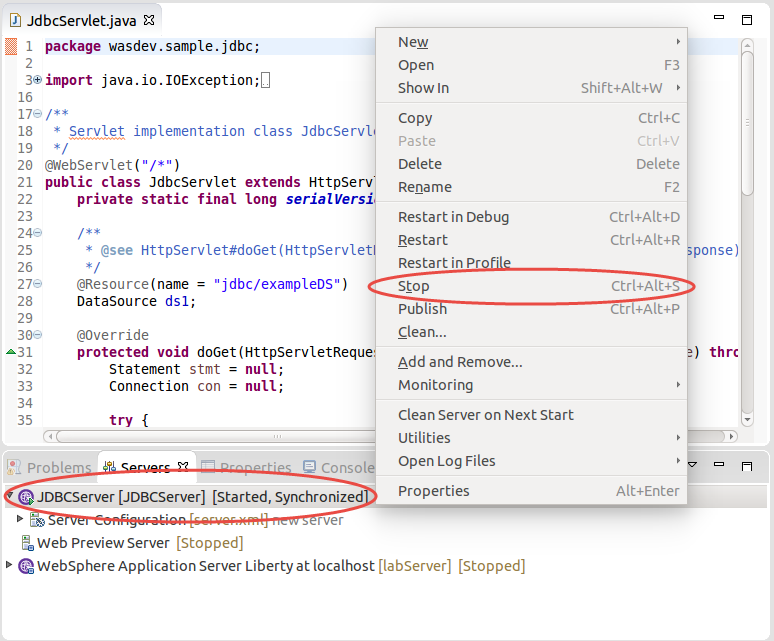 JdbcServlet.java
1 package wasdev.sample.jdbc;
2
3 import java.io.IOException;
16
17 /**
18 * Servlet implementation class JdbcServle
19 */
20 @WebServlet("/*")
21 public class JdbcServlet extends HttpServl
22 private static final long serialVersi
23
24 /**
25 * @see HttpServlet#doGet(HttpServlet sponse)
26 */
27 @Resource(name = "jdbc/exampleDS")
28 DataSource ds1;
29
30 @Override
31 protected void doGet(HttpServletReque e) thro
32 Statement stmt = null;
33 Connection con = null;
34
35 try {
New
Open F3
Show In Shift+Alt+W
Copy Ctrl+C
Paste Ctrl+V
Delete Delete
Rename F2
Restart in Debug Ctrl+Alt+D
Restart Ctrl+Alt+R
Restart in Profile
Stop Ctrl+Alt+S
Publish Ctrl+Alt+P
Clean...
Add and Remove...
Monitoring
Clean Server on Next Start
Utilities
Open Log Files
Properties Alt+Enter
Problems Servers Properties Console
JDBCServer [JDBCServer] [Started, Synchronized]
Server Configuration [server.xml] new server
Web Preview Server [Stopped]
WebSphere Application Server Liberty at localhost [labServer] [Stopped]